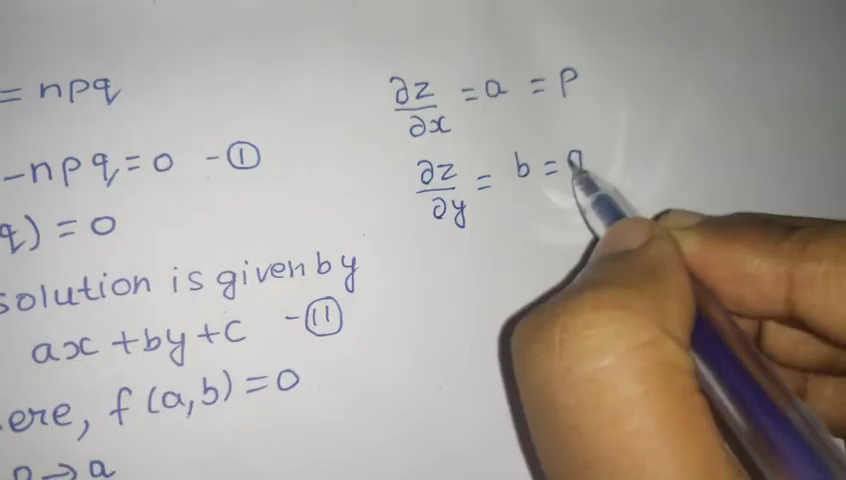 = npq
-npq = 0 - ①
q) = 0
solution is given by
ax + by + c - ⑪
ere, f(a,b) = 0
p → a
∂z/∂x = a = p
∂z/∂y = b = q